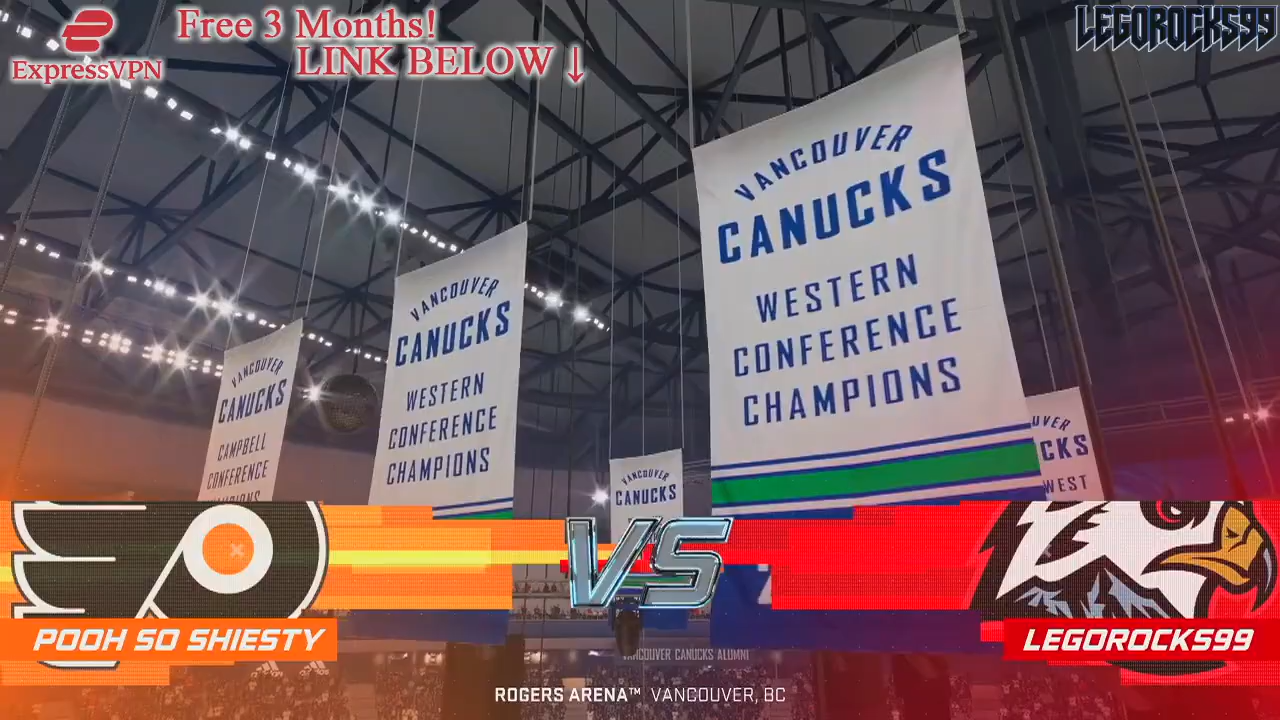 ExpressVPN
Free 3 Months!
LINK BELOW ↓
LEGOROCKS99
VANCOUVER
CANUCKS
CAMPBELL
CONFERENCE
VANCOUVER
CANUCKS
WESTERN
CONFERENCE
CHAMPIONS
VANCOUVER
CANUCKS
VANCOUVER
CANUCKS
WESTERN
CONFERENCE
CHAMPIONS
UVER
CKS
WEST
VS
POOH SO SHIESTY
LEGOROCKS99
VANCOUVER CANUCKS ALUMNI
ROGERS ARENA™ VANCOUVER, BC